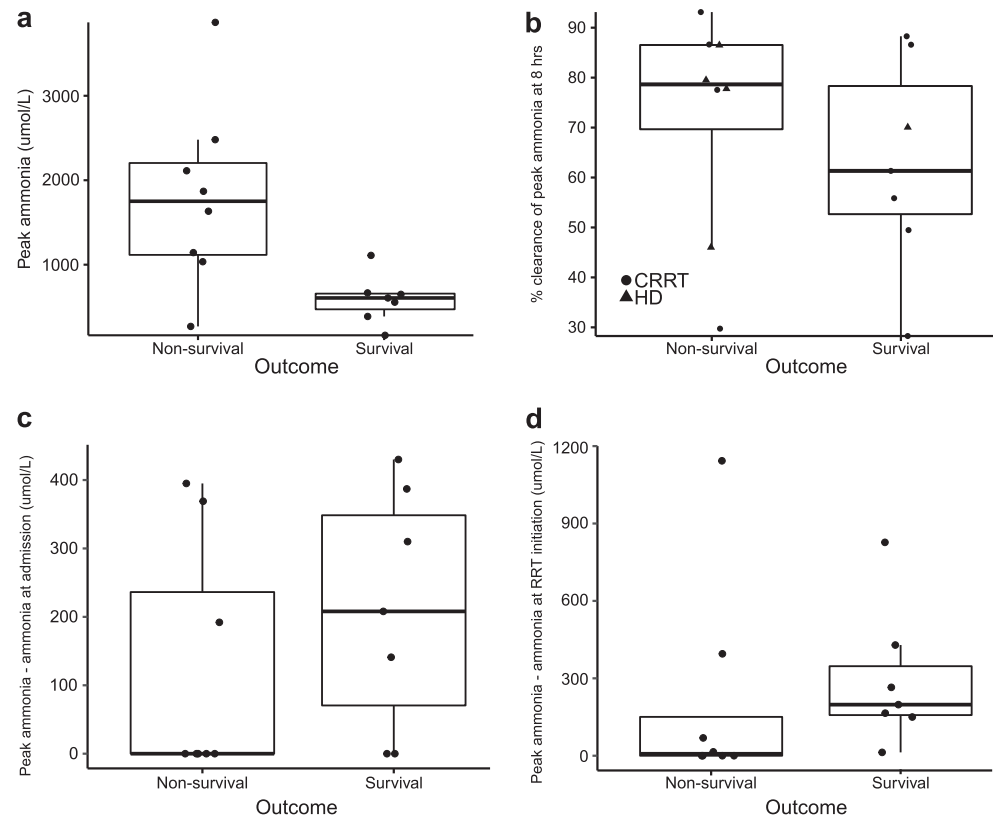 a
Peak ammonia (umol/L)
3000
2000
1000
Non-survival
Survival
Outcome
b
% clearance of peak ammonia at 8 hrs
90
80
70
60
50
40
30
CRRT
HD
Non-survival
Survival
Outcome
c
Peak ammonia - ammonia at admission (umol/L)
400
300
200
100
0
Non-survival
Survival
Outcome
d
Peak ammonia - ammonia at RRT initiation (umol/L)
1200
900
600
300
0
Non-survival
Survival
Outcome